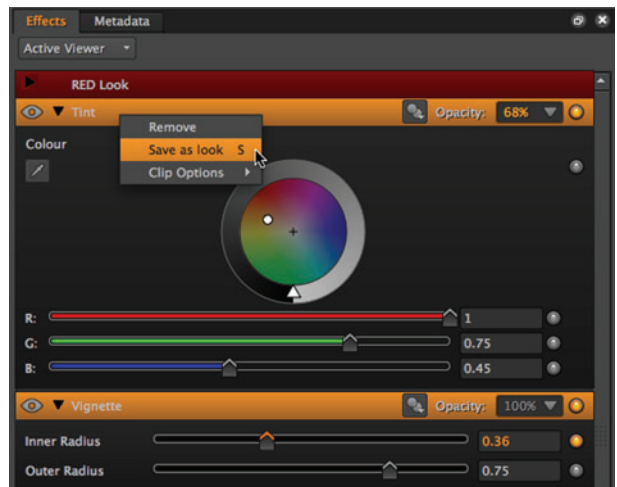 Effects Metadata
Active Viewer
RED Look
Tint Opacity: 68%
Remove
Colour
Save as look S
Clip Options
R: 1
G: 0.75
B: 0.45
Vignette Opacity: 100%
Inner Radius 0.36
Outer Radius 0.75